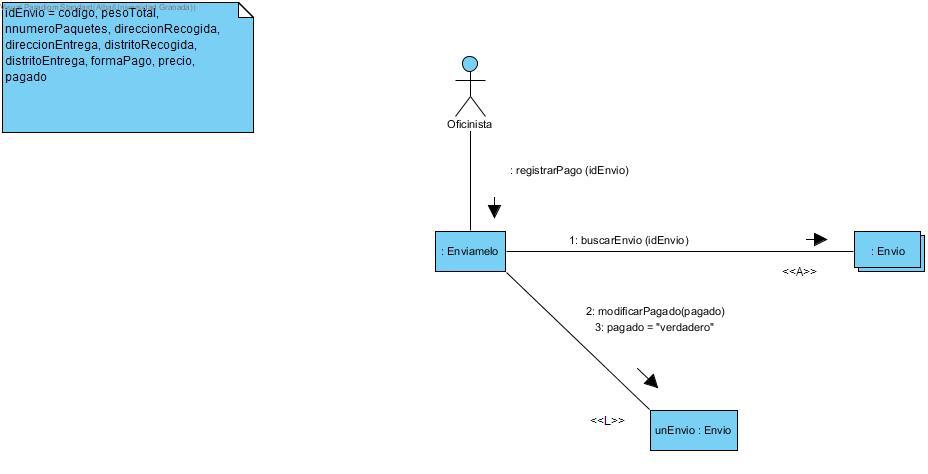 idEnvio = código, pesoTotal,
nnumeroPaquetes, direccionRecogida,
direccionEntrega, distritoRecogida,
distritoEntrega, formaPago, precio,
pagado
Oficinista
: registrarPago (idEnvio)
: Enviamelo
1: buscarEnvio (idEnvio)
: Envio
<<A>>
2: modificarPagado(pagado)
3: pagado = "verdadero"
<<L>>
unEnvio : Envio